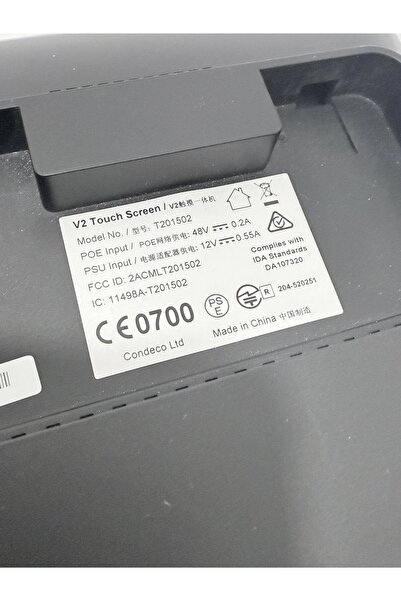 V2 Touch Screen / V2触摸一体机
Model No. / 型号: T201502
POE Input / POE网络供电: 48V ⎓ 0.2A
PSU Input / 电源适配器供电: 12V ⎓ 0.55A
FCC ID: 2ACMLT201502
IC: 11498A-T201502
Complies with
IDA Standards
DA107320
CE0700
PS
E
R
204-520251
Condeco Ltd
Made in China 中国制造